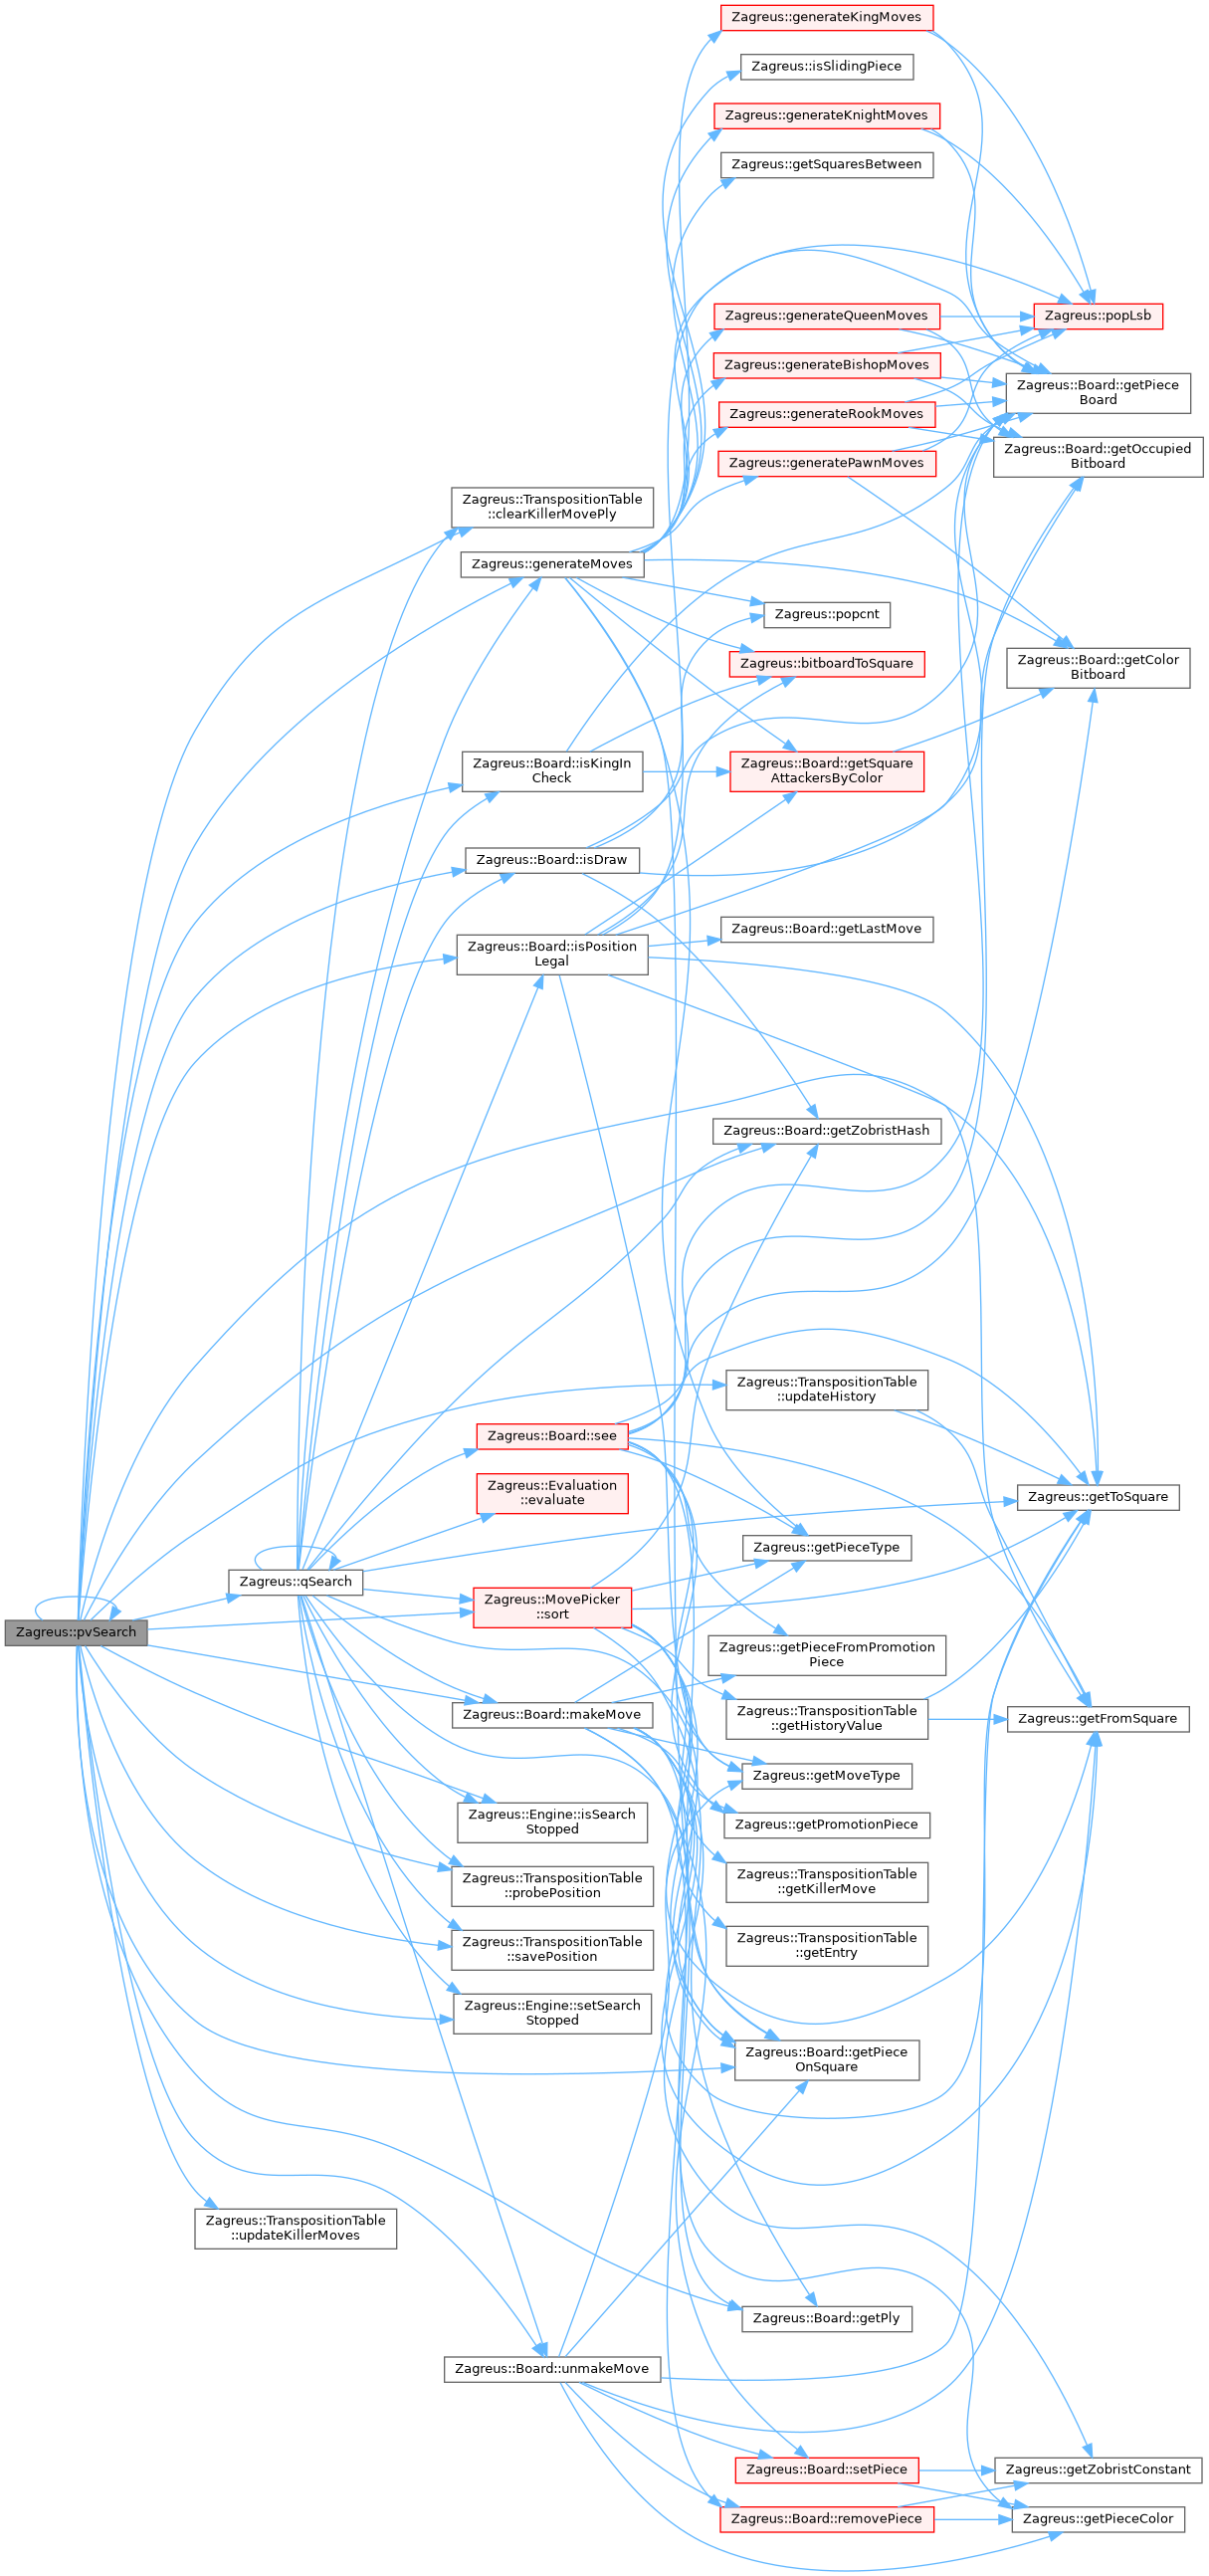 Zagreus::generateKingMoves
Zagreus::isSlidingPiece
Zagreus::generateKnightMoves
Zagreus::getSquaresBetween
Zagreus::generateQueenMoves
Zagreus::popLsb
Zagreus::generateBishopMoves
Zagreus::Board::getPiece
Board
Zagreus::generateRookMoves
Zagreus::Board::getOccupied
Bitboard
Zagreus::generatePawnMoves
Zagreus::TranspositionTable
::clearKillerMovePly
Zagreus::generateMoves
Zagreus::popcnt
Zagreus::bitboardToSquare
Zagreus::Board::getColor
Bitboard
Zagreus::Board::isKingIn
Check
Zagreus::Board::getSquare
AttackersByColor
Zagreus::Board::isDraw
Zagreus::Board::getLastMove
Zagreus::Board::isPosition
Legal
Zagreus::Board::getZobristHash
Zagreus::TranspositionTable
::updateHistory
Zagreus::Board::see
Zagreus::Evaluation
::evaluate
Zagreus::getToSquare
Zagreus::getPieceType
Zagreus::qSearch
Zagreus::MovePicker
::sort
Zagreus::pvSearch
Zagreus::getPieceFromPromotion
Piece
Zagreus::Board::makeMove
Zagreus::TranspositionTable
::getHistoryValue
Zagreus::getFromSquare
Zagreus::getMoveType
Zagreus::Engine::isSearch
Stopped
Zagreus::getPromotionPiece
Zagreus::TranspositionTable
::probePosition
Zagreus::TranspositionTable
::getKillerMove
Zagreus::TranspositionTable
::savePosition
Zagreus::TranspositionTable
::getEntry
Zagreus::Engine::setSearch
Stopped
Zagreus::Board::getPiece
OnSquare
Zagreus::TranspositionTable
::updateKillerMoves
Zagreus::Board::getPly
Zagreus::Board::unmakeMove
Zagreus::Board::setPiece
Zagreus::getZobristConstant
Zagreus::Board::removePiece
Zagreus::getPieceColor